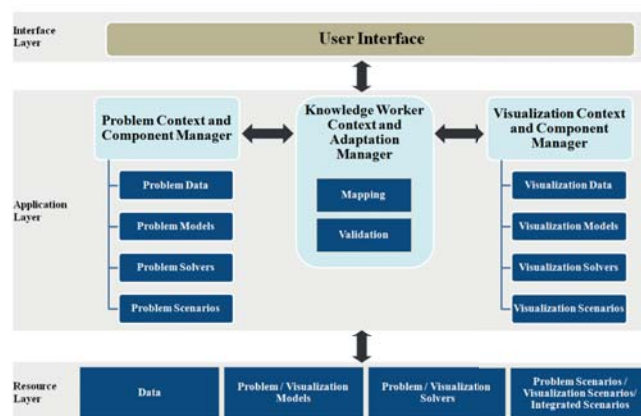 Interface
Layer
User Interface
Application
Layer
Problem Context and
Component Manager
Problem Data
Problem Models
Problem Solvers
Problem Scenarios
Knowledge Worker
Context and
Adaptation
Manager
Mapping
Validation
Visualization Context
and Component
Manager
Visualization Data
Visualization Models
Visualization Solvers
Visualization Scenarios
Resource
Layer
Data
Problem / Visualization
Models
Problem / Visualization
Solvers
Problem Scenarios /
Visualization Scenarios/
Integrated Scenarios